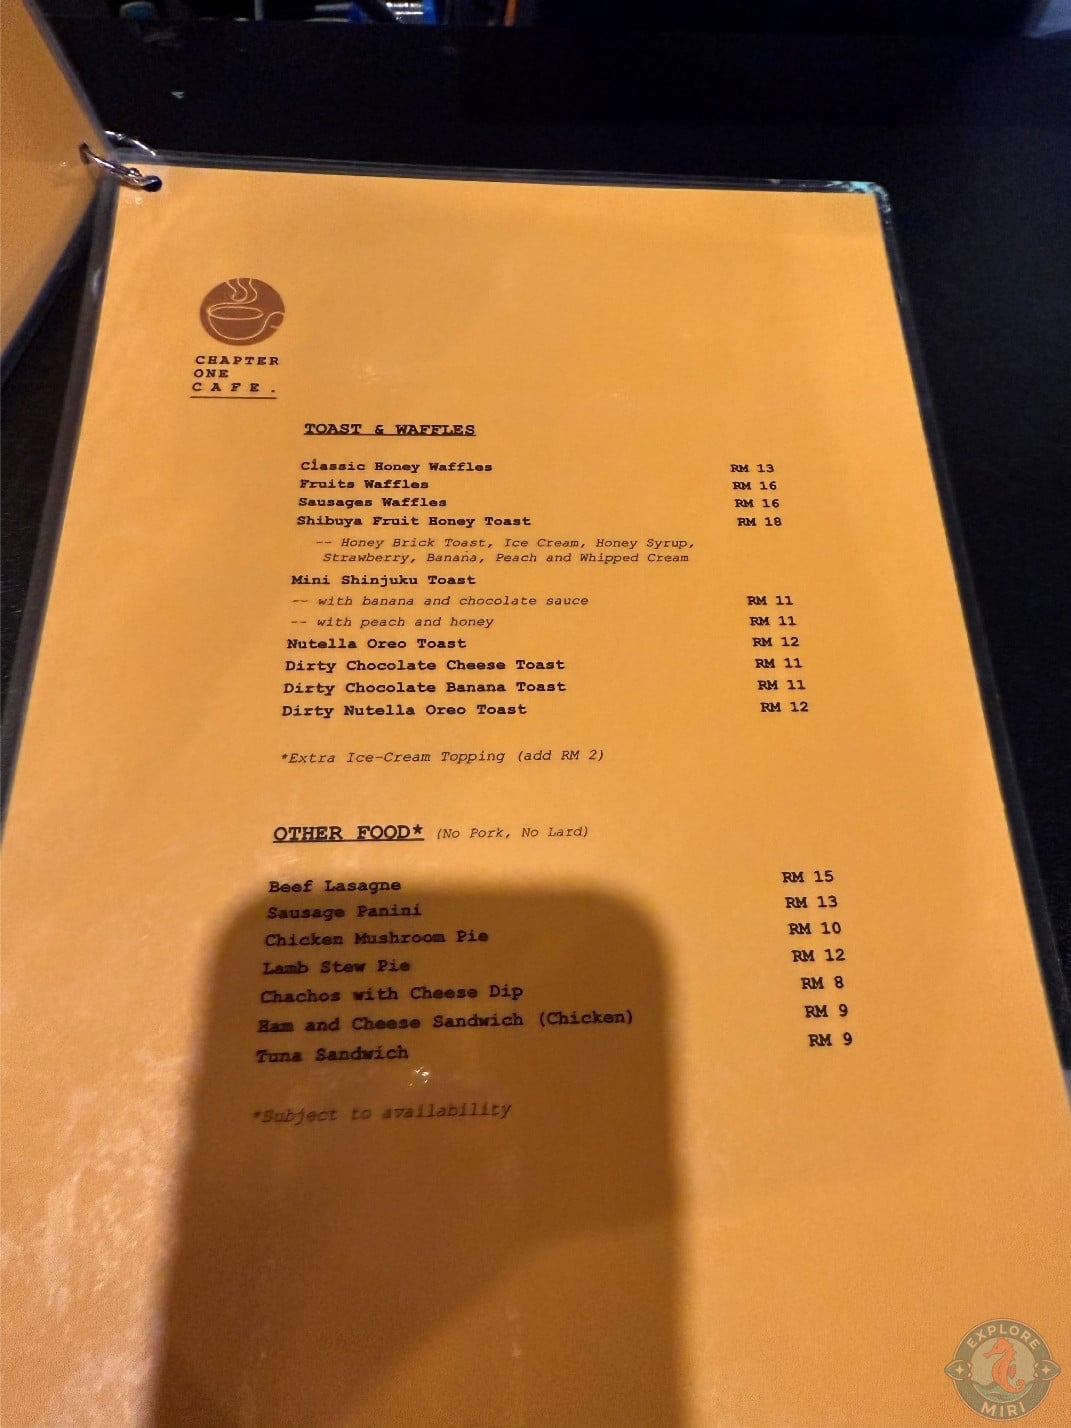 CHAPTER
ONE
CAFE.
TOAST & WAFFLES
Classic Honey Waffles RM 13
Fruits Waffles RM 16
Sausages Waffles RM 16
Shibuya Fruit Honey Toast RM 18
-- Honey Brick Toast, Ice Cream, Honey Syrup,
Strawberry, Banana, Peach and Whipped Cream
Mini Shinjuku Toast
-- with banana and chocolate sauce RM 11
-- with peach and honey RM 11
Nutella Oreo Toast RM 12
Dirty Chocolate Cheese Toast RM 11
Dirty Chocolate Banana Toast RM 11
Dirty Nutella Oreo Toast RM 12
*Extra Ice-Cream Topping (add RM 2)
OTHER FOOD* (No Pork, No Lard)
Beef Lasagne RM 15
Sausage Panini RM 13
Chicken Mushroom Pie RM 10
Lamb Stew Pie RM 12
Chachos with Cheese Dip RM 8
Ham and Cheese Sandwich (Chicken) RM 9
Tuna Sandwich RM 9
*Subject to availability
EXPLORE
MIRI